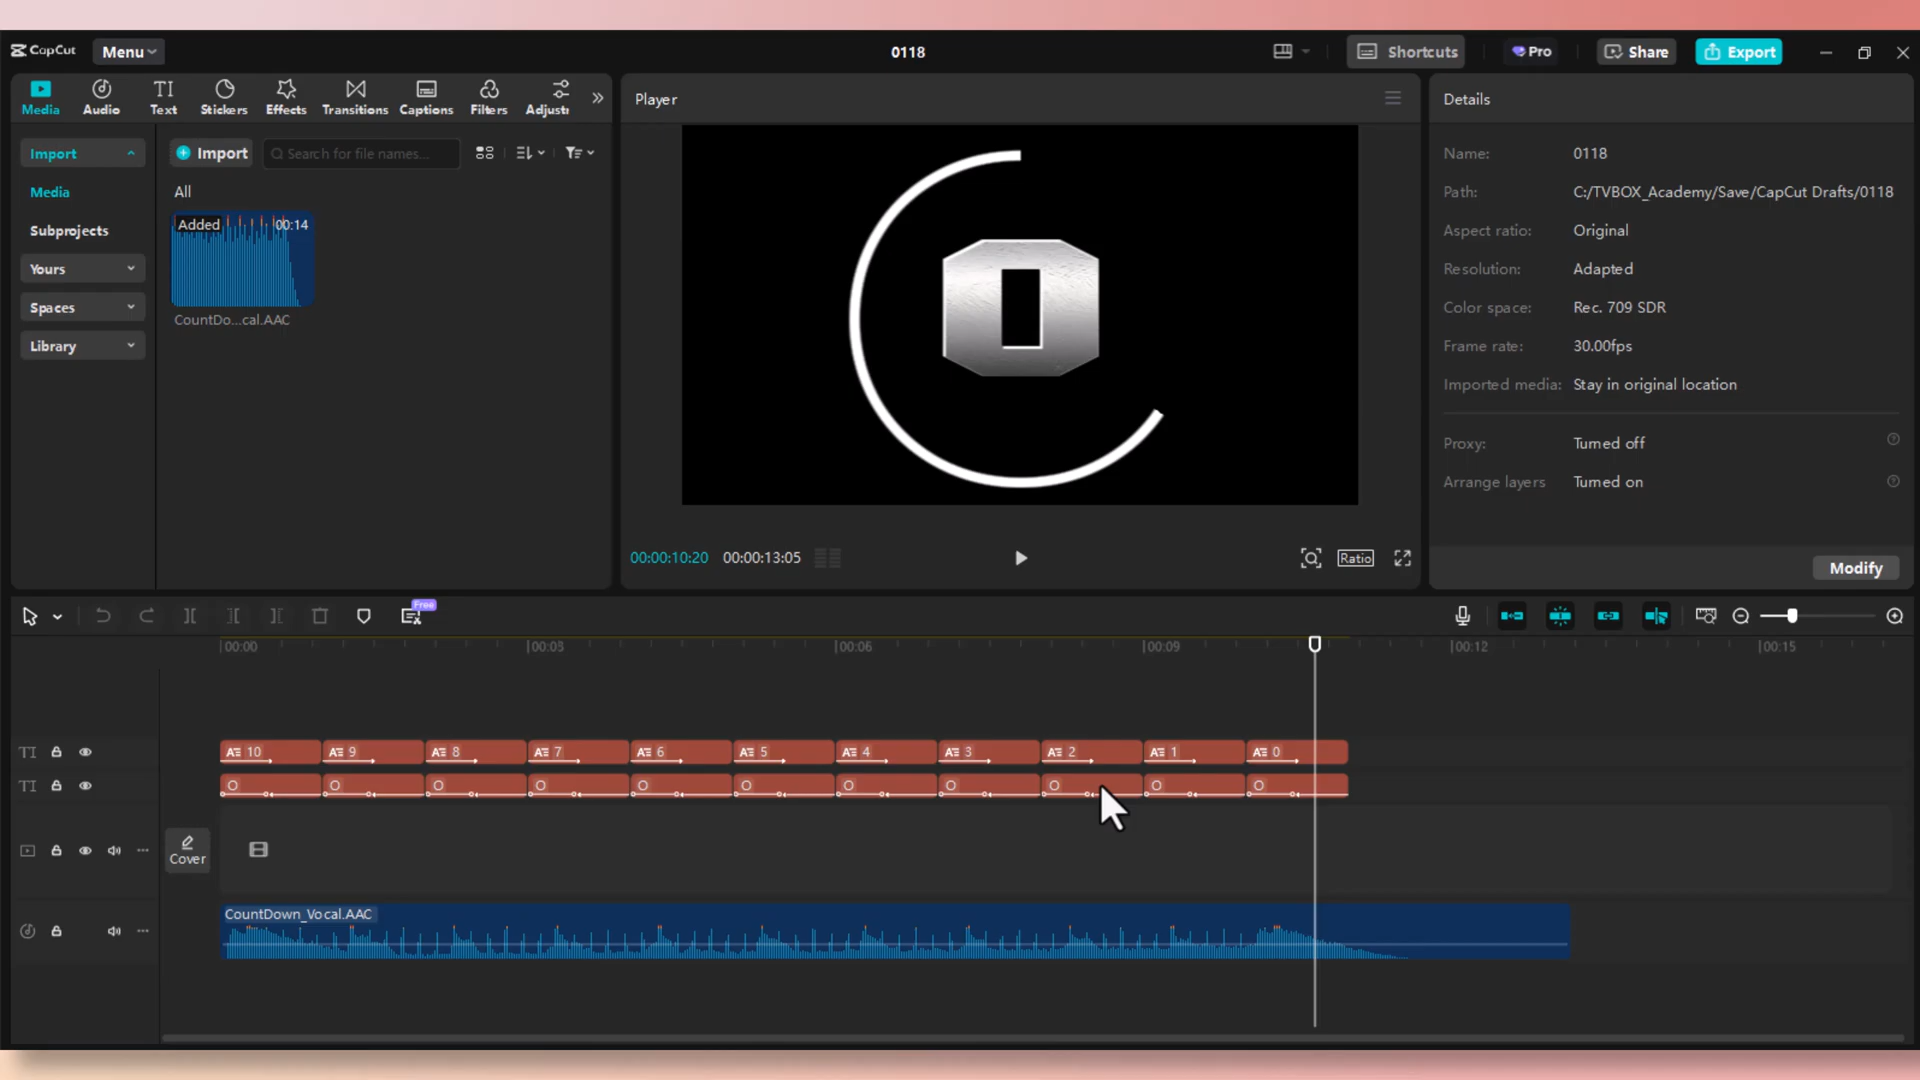 CapCut
Menu
0118
Shortcuts
Pro
Share
Export
Media
Audio
Text
Stickers
Effects
Transitions
Captions
Filters
Adjustr
Import
Media
Subprojects
Yours
Spaces
Library
Import
Search for file names...
All
Added
00:14
CountDo...cal.AAC
Player
0
00:00:10:20
00:00:13:05
Ratio
Details
Name: 0118
Path: C:/TVBOX_Academy/Save/CapCut Drafts/0118
Aspect ratio: Original
Resolution: Adapted
Color space: Rec. 709 SDR
Frame rate: 30.00fps
Imported media: Stay in original location
Proxy: Turned off
Arrange layers Turned on
Modify
Free
00:00 00:03 00:06 00:09 00:12 00:15
TI A 10 A 9 A 8 A 7 A 6 A 5 A 4 A 3 A 2 A 1 A 0
TI O O O O O O O O O O O
Cover
CountDown_Vocal.AAC